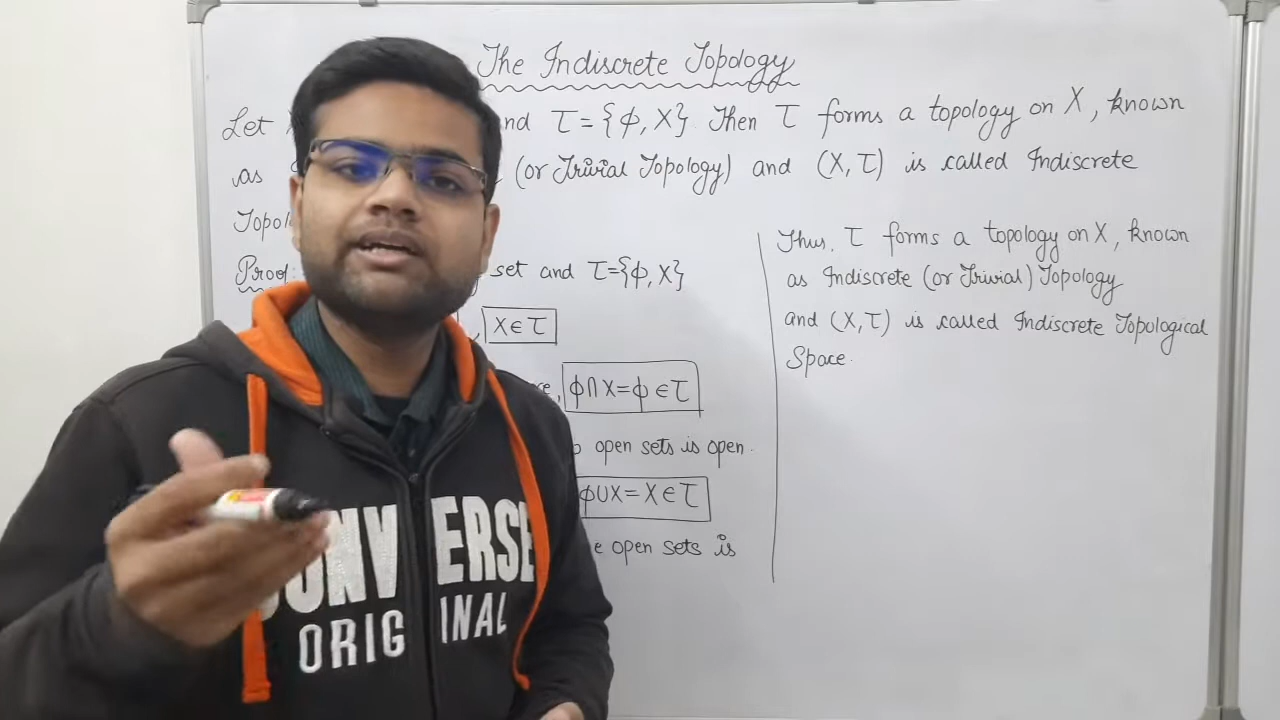 The Indiscrete Topology
Let nd τ = {ϕ, X} Then τ forms a topology on X, known
as (or Trivial Topology) and (X, τ) is called Indiscrete
Topol
Proof: set and τ={ϕ, X}
, X ∈ τ
ce, ϕ∩X=ϕ ∈ τ
o open sets is open.
ϕ∪X=X ∈ τ
e open sets is
Thus, τ forms a topology on X, known
as Indiscrete (or Trivial) Topology
and (X,τ) is called Indiscrete Topological
Space.
CONVERSE
ORIGINAL